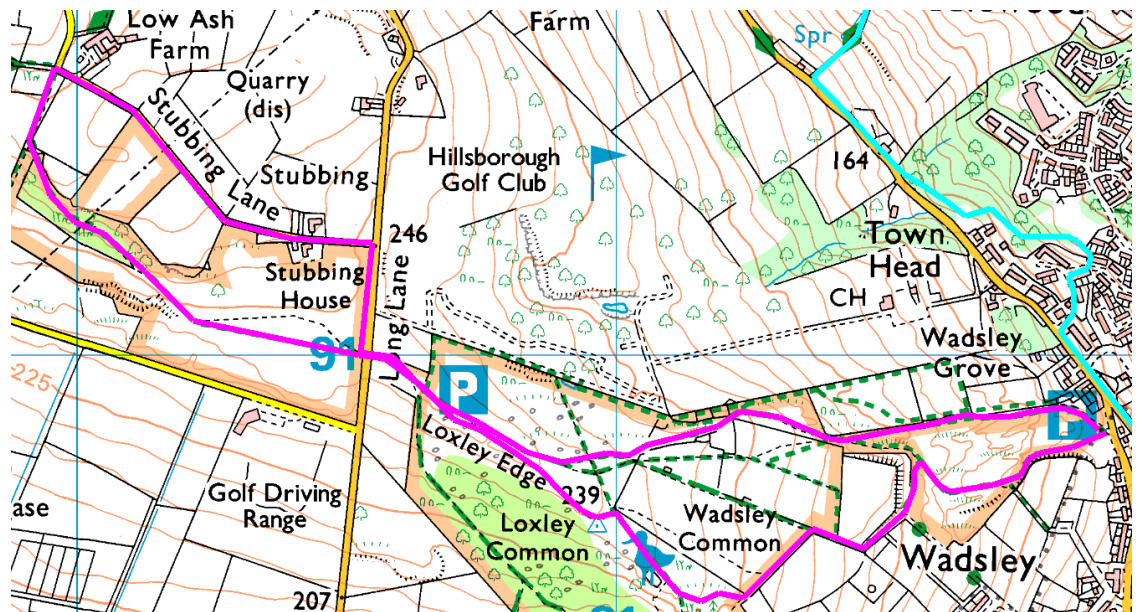 Low Ash
Farm
Farm
Spr
Quarry
(dis)
Stubbing Lane
Stubbing
Hillsborough
Golf Club
164
246
Town
Head
Stubbing
House
Long Lane
CH
91
Wadsley
Grove
225
P
P
Loxley Edge
239
Golf Driving
Range
Loxley
Common
Wadsley
Common
Wadsley
ase
207